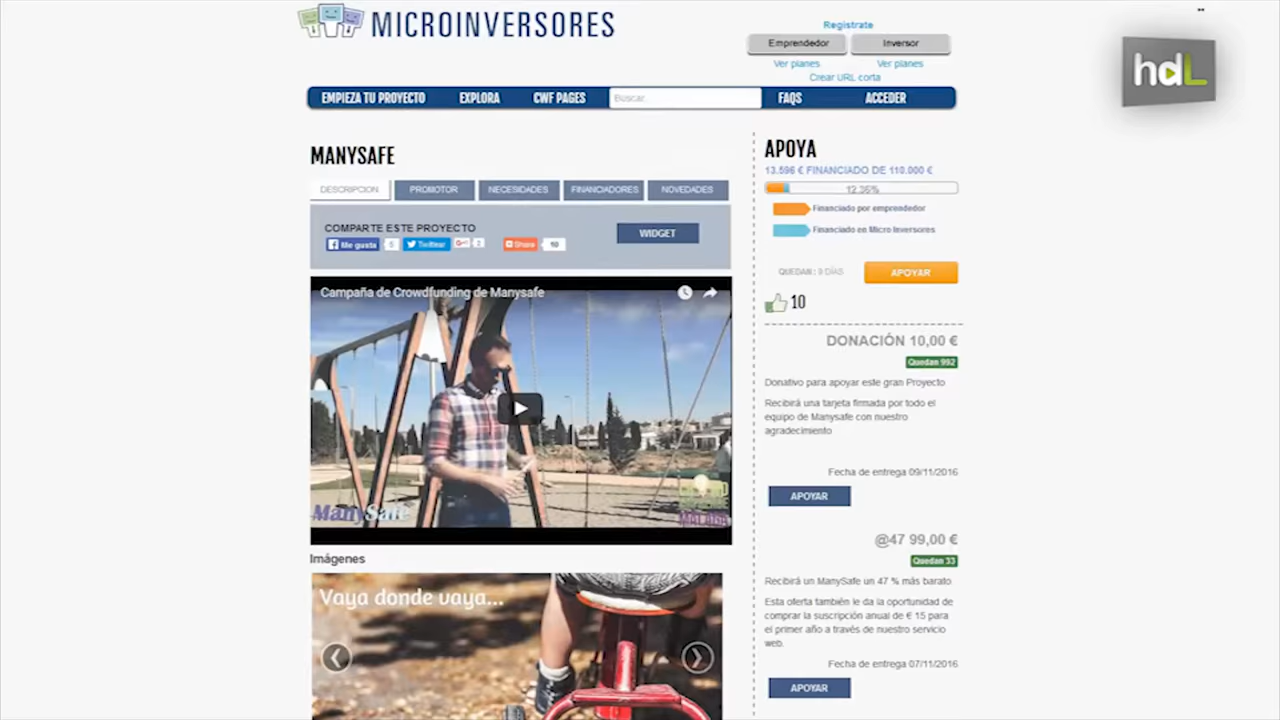 MICROINVERSORES
Regístrate
Emprendedor
Inversor
Ver planes
Ver planes
Crear URL corta
EMPIEZA TU PROYECTO
EXPLORA
CWF PAGES
Buscar...
FAQS
ACCEDER
hdL
MANYSAFE
DESCRIPCION
PROMOTOR
NECESIDADES
FINANCIADORES
NOVEDADES
COMPARTE ESTE PROYECTO
Me gusta
5
Twittear
G+
2
Share
10
WIDGET
Campaña de Crowdfunding de Manysafe
ManySafe
MALAGA
Imágenes
Vaya donde vaya...
APOYA
13.596 € FINANCIADO DE 110.000 €
12.36%
Financiado por emprendedor
Financiado en Micro Inversores
QUEDAN: 9 DÍAS
APOYAR
10
DONACIÓN 10,00 €
Quedan 992
Donativo para apoyar este gran Proyecto
Recibirá una tarjeta firmada por todo el
equipo de Manysafe con nuestro
agradecimiento
Fecha de entrega 09/11/2016
APOYAR
@47 99,00 €
Quedan 33
Recibirá un ManySafe un 47 % más barato
Esta oferta también le da la oportunidad de
comprar la suscripción anual de € 15 para
el primer año a través de nuestro servicio
web.
Fecha de entrega 07/11/2016
APOYAR